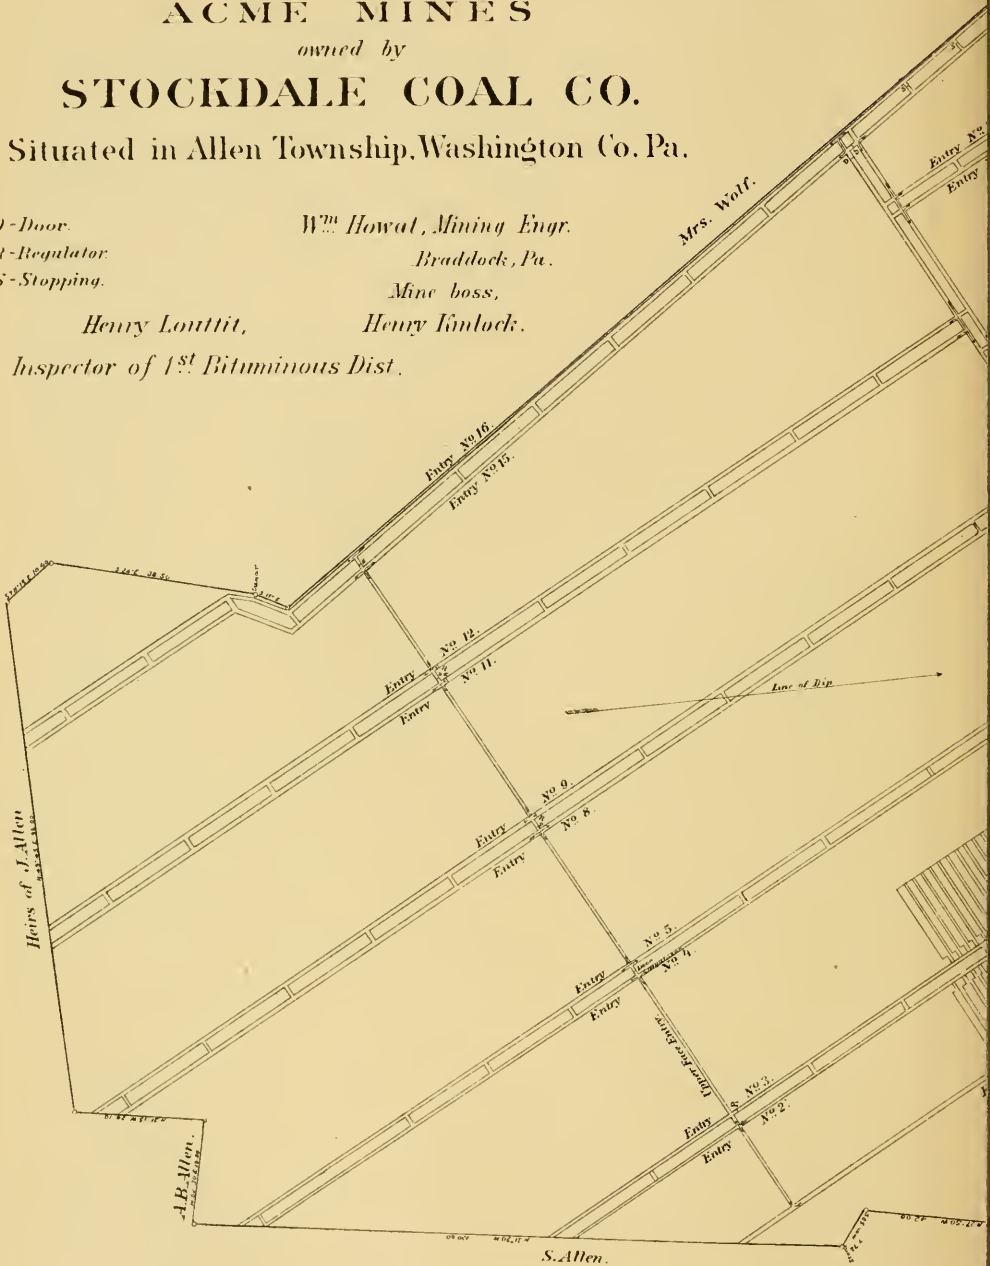 ACME MINES
owned by
STOCKDALE COAL CO.
Situated in Allen Township, Washington Co. Pa.
D-Door.
R-Regulator.
S-Stopping.
Wm Howat, Mining Engr.
Braddock, Pa.
Mine boss,
Henry Kinlock.
Henry Louttit,
Inspector of 1st Bituminous Dist.
Mrs. Wolf.
Entry No.
Entry
Entry No 16.
Entry No 15.
Entry No 12.
Entry No 11.
Line of Dip
Entry No 9.
Entry No 8.
Heirs of J. Allen
Entry No 5.
Entry No 4.
Upper Face Entry.
Entry No 3.
Entry No 2.
A.B. Allen.
S. Allen.